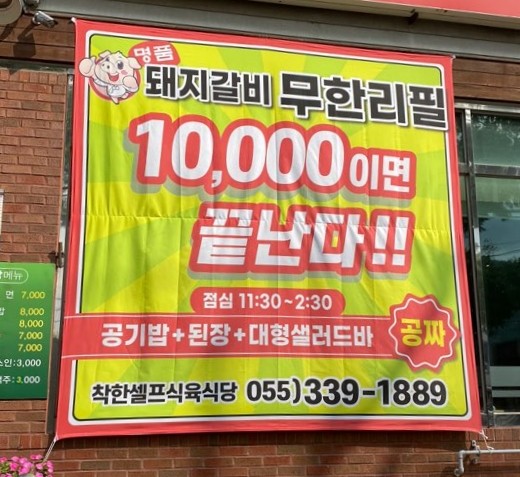 명품
돼지갈비 무한리필
10,000이면
끝난다!!
점심 11:30~2:30
공기밥+된장+대형샐러드바
공짜
착한셀프식육식당 055)339-1889
메뉴
면 7,000
8,000
8,000
7,000
7,000
3,000
3,000